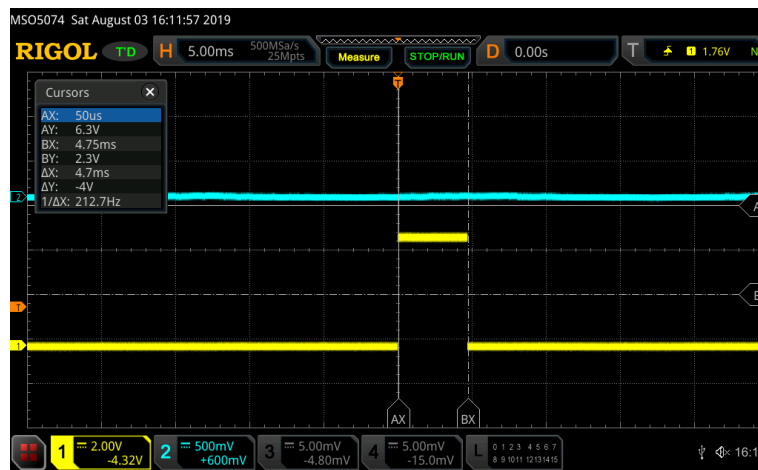 MSO5074 Sat August 03 16:11:57 2019
RIGOL T'D H 5.00ms 500MSa/s 25Mpts Measure STOP/RUN D 0.00s T 1 1.76V N
Cursors
AX: 50us
AY: 6.3V
BX: 4.75ms
BY: 2.3V
ΔX: 4.7ms
ΔY: -4V
1/ΔX: 212.7Hz
T
2
A
B
T
1
AX BX
1 2.00V -4.32V 2 500mV +600mV 3 5.00mV -4.80mV 4 5.00mV -15.0mV L 0 1 2 3 4 5 6 7 8 9 10 11 12 13 14 15 16:1